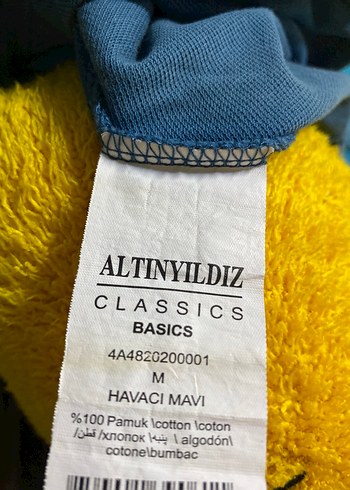 ALTINYILDIZ
CLASSICS
BASICS
4A4820200001
M
HAVACI MAVI
%100 Pamuk \cotton \coton
/قطن /хлопок \پنبه \ algodón\
cotone\bumbac